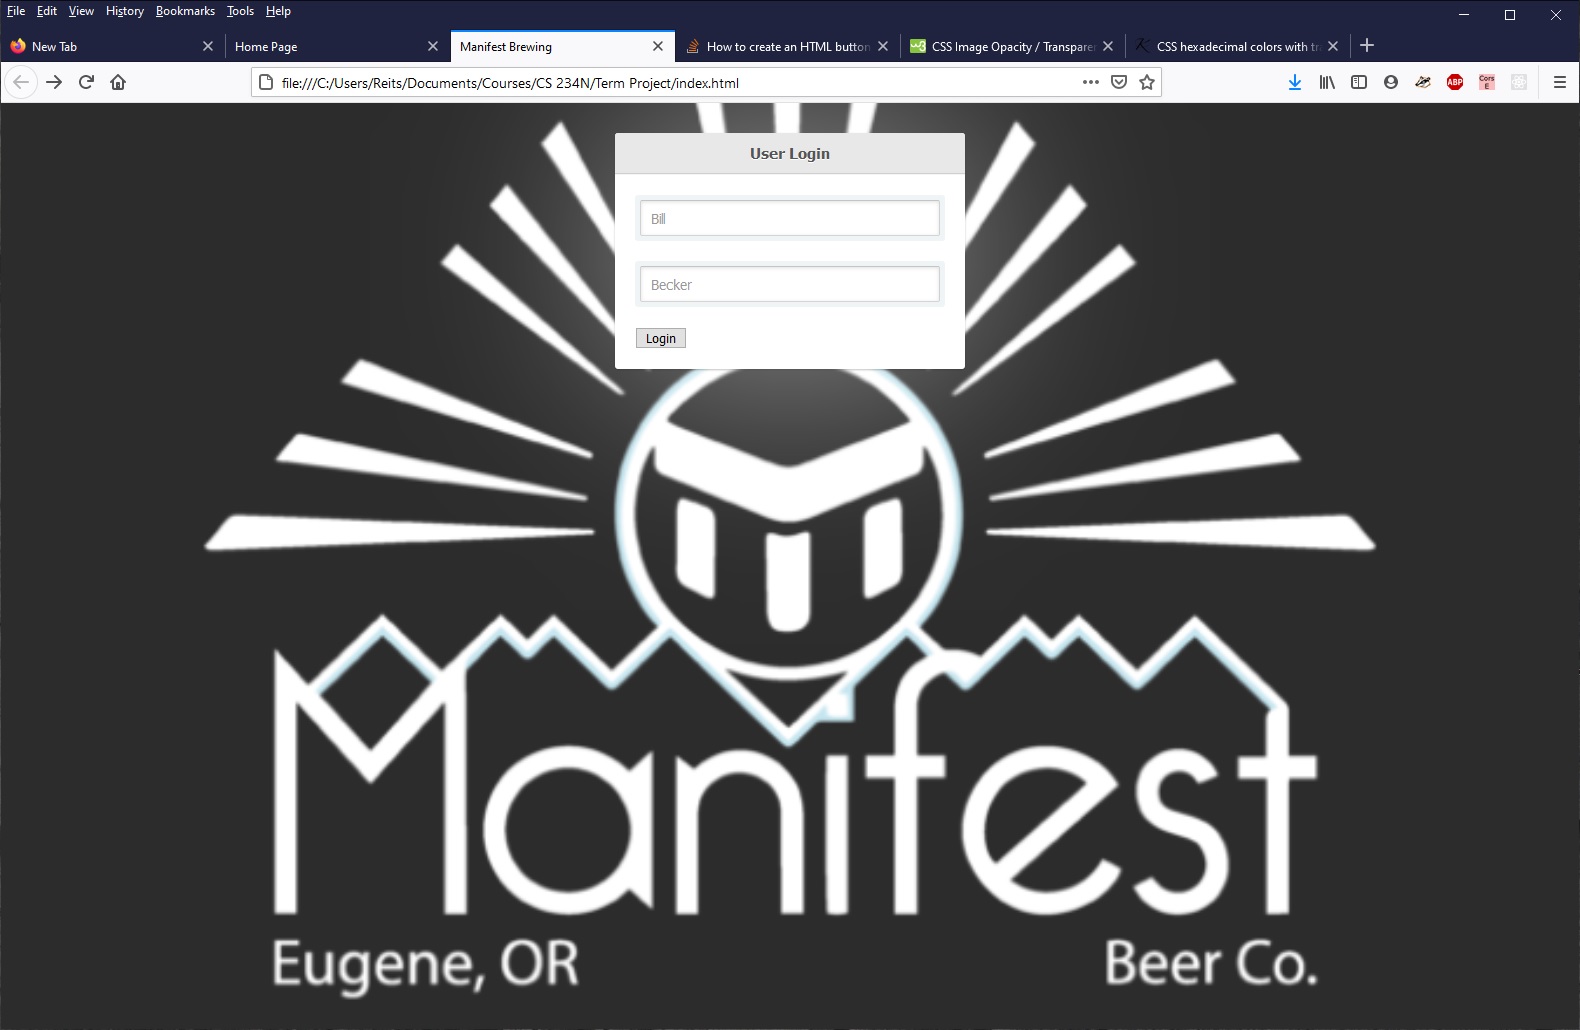 File Edit View History Bookmarks Tools Help
New Tab Home Page Manifest Brewing How to create an HTML button CSS Image Opacity / Transpare CSS hexadecimal colors with tr
file:///C:/Users/Reits/Documents/Courses/CS 234N/Term Project/index.html
ABP
Cors
E
User Login
Bill
Becker
Login
Manifest
Eugene, OR Beer Co.